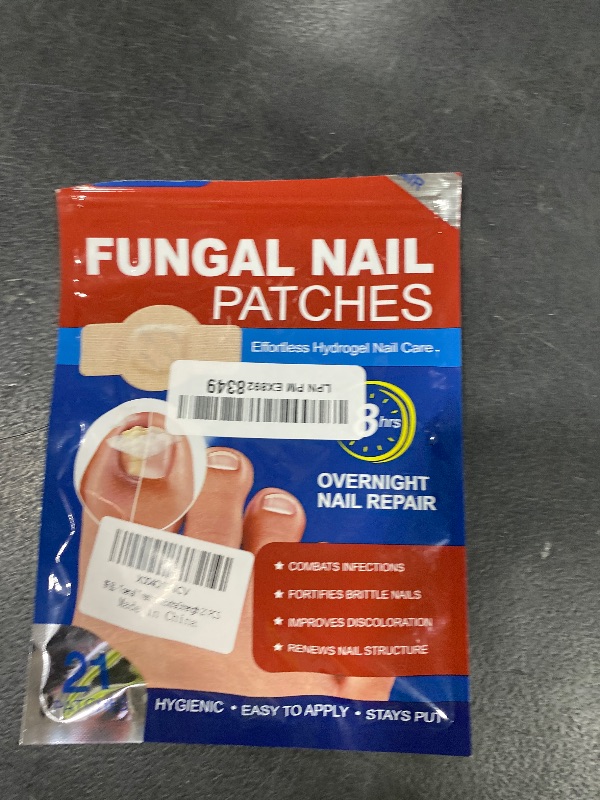 FUNGAL NAIL
PATCHES
Effortless Hydrogel Nail Care
LPN PM EX892 8349
8hrs
OVERNIGHT
NAIL REPAIR
COMBATS INFECTIONS
FORTIFIES BRITTLE NAILS
IMPROVES DISCOLORATION
RENEWS NAIL STRUCTURE
Made in China
21
HYGIENIC • EASY TO APPLY • STAYS PUT